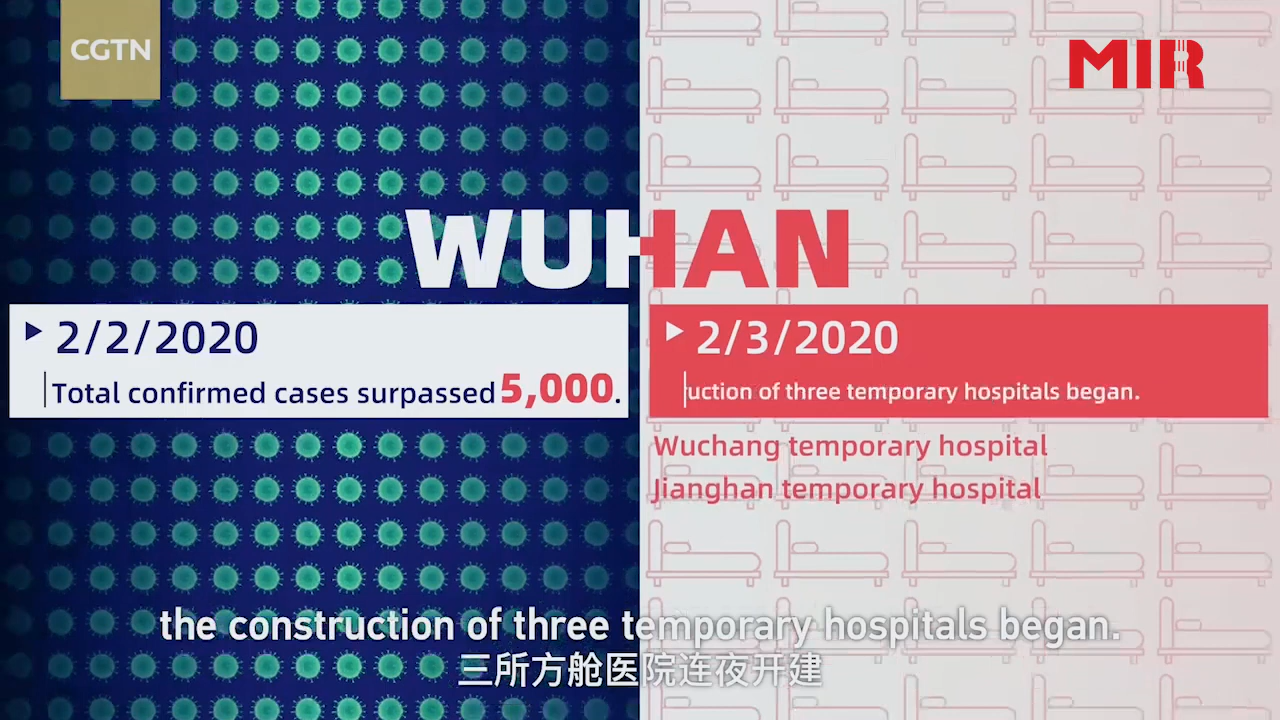 CGTN
MIR
WUHAN
2/2/2020
Total confirmed cases surpassed 5,000.
2/3/2020
uction of three temporary hospitals began.
Wuchang temporary hospital
Jianghan temporary hospital
the construction of three temporary hospitals began.
三所方舱医院连夜开建